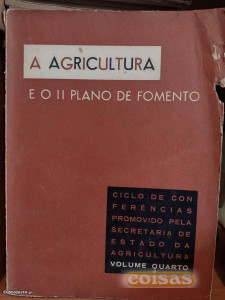 A AGRICULTURA
E O II PLANO DE FOMENTO
CICLO DE CON
FERÊNCIAS
PROMOVIDO PELA
SECRETARIA DE
ESTADO DA
AGRICULTURA
VOLUME QUARTO
coisas